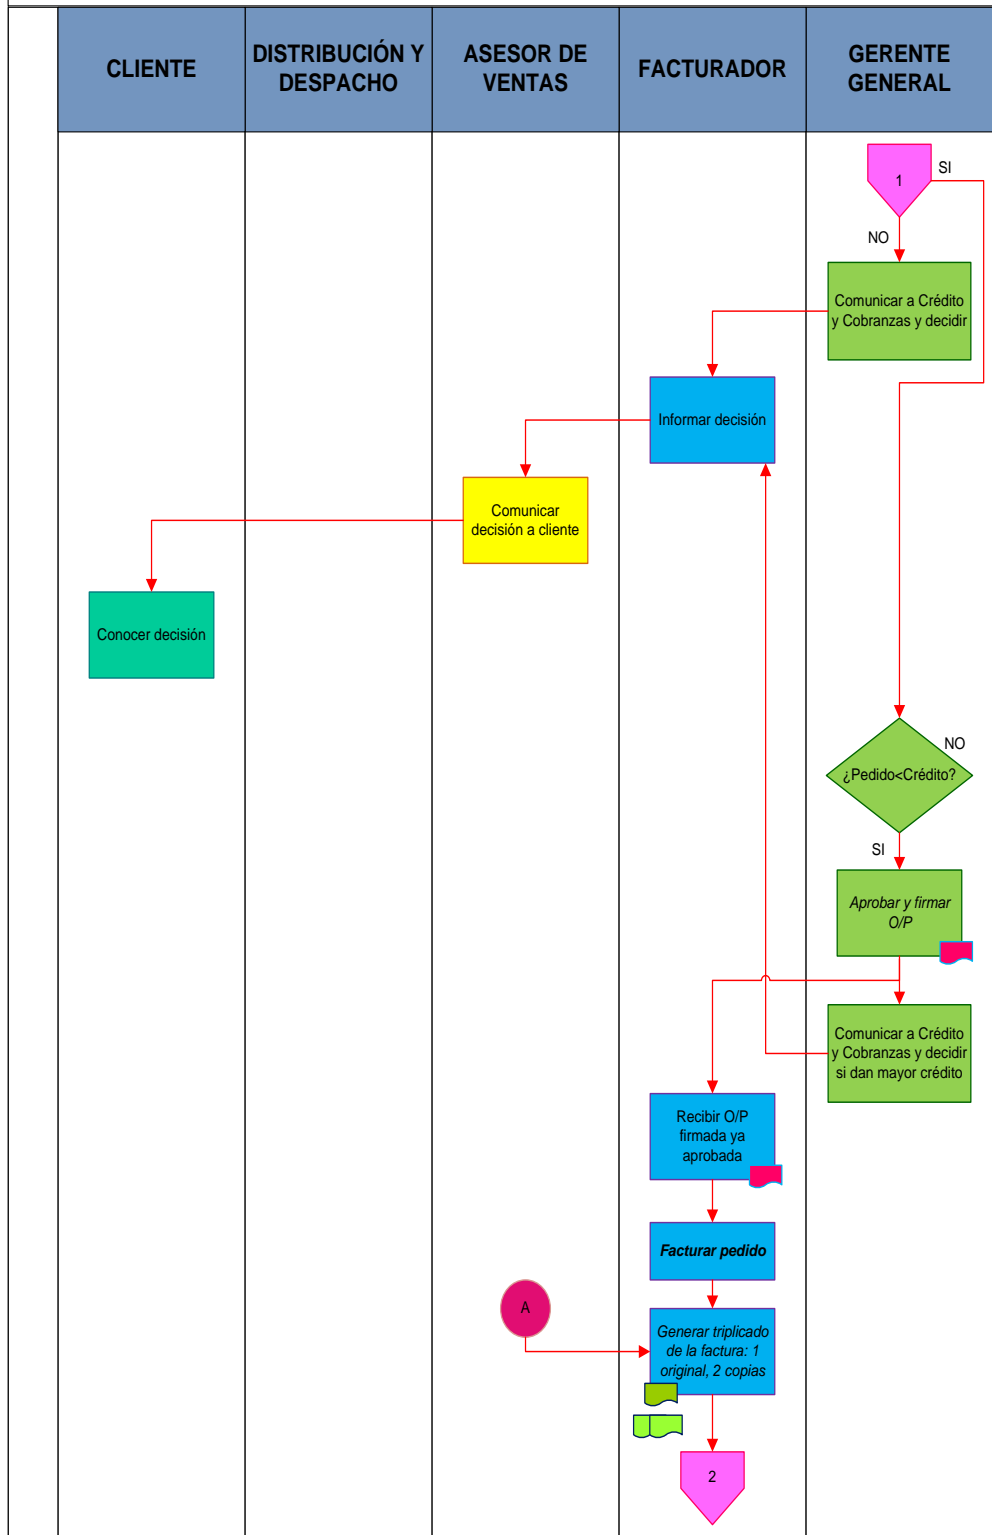 CLIENTE
DISTRIBUCIÓN Y
DESPACHO
ASESOR DE
VENTAS
FACTURADOR
GERENTE
GENERAL
1
SI
NO
Comunicar a Crédito
y Cobranzas y decidir
Informar decisión
Comunicar
decisión a cliente
Conocer decisión
NO
¿Pedido<Crédito?
SI
Aprobar y firmar
O/P
Comunicar a Crédito
y Cobranzas y decidir
si dan mayor crédito
Recibir O/P
firmada ya
aprobada
Facturar pedido
A
Generar triplicado
de la factura: 1
original, 2 copias
2